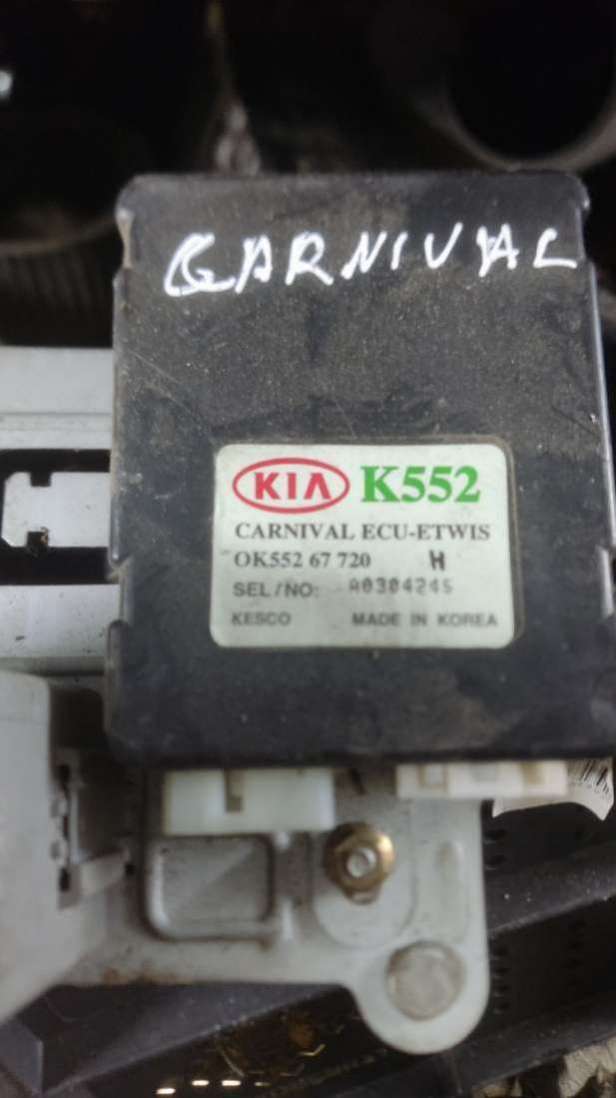 CARNIVAL
KIA K552
CARNIVAL ECU-ETWIS
OK552 67 720 H
SEL/NO: A0304245
KESCO MADE IN KOREA